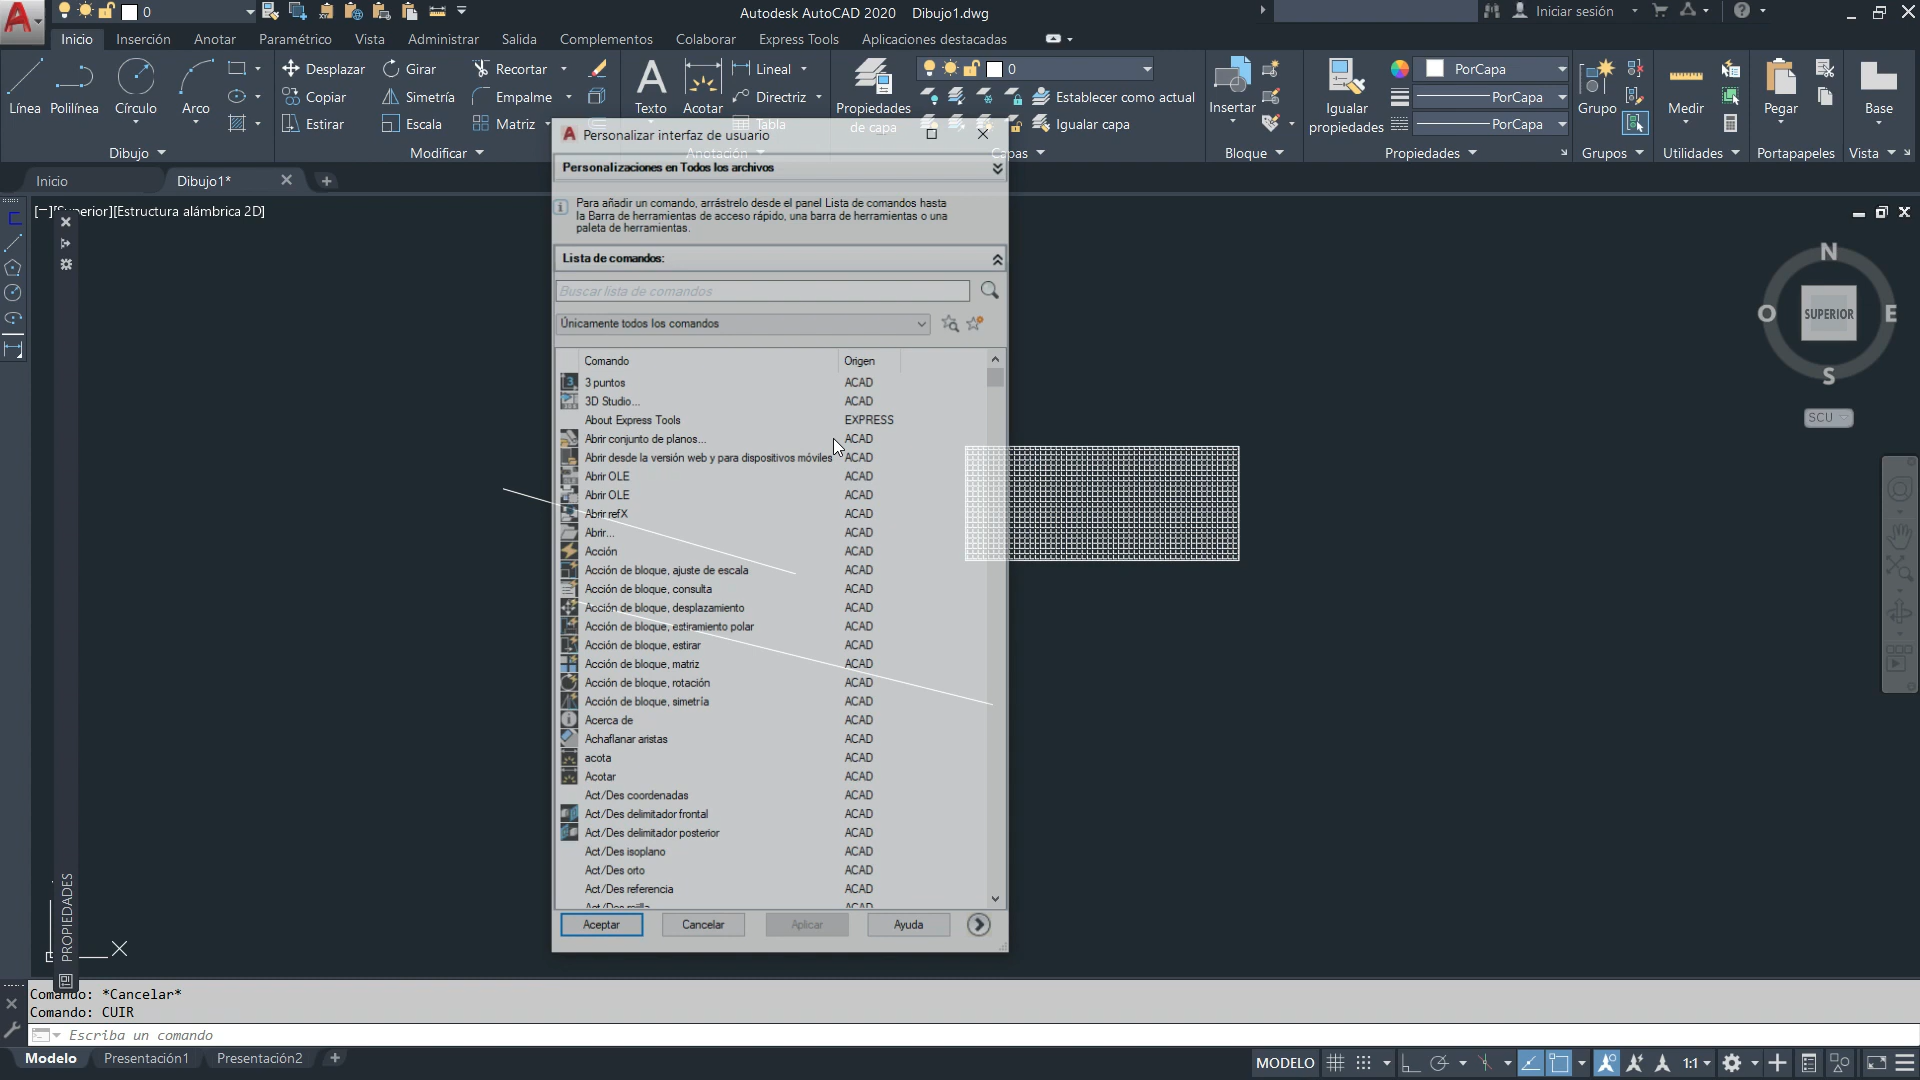 0
Autodesk AutoCAD 2020 Dibujo1.dwg
Iniciar sesión
Inicio Inserción Anotar Paramétrico Vista Administrar Salida Complementos Colaborar Express Tools Aplicaciones destacadas
Línea Polilínea Círculo Arco
Desplazar Girar Recortar
Copiar Simetría Empalme
Estirar Escala Matriz
Texto Acotar
Lineal
Directriz
Tabla
Propiedades de capa
0
Establecer como actual
Igualar capa
Insertar
Igualar propiedades
PorCapa
PorCapa
PorCapa
Grupo
Medir
Pegar
Base
Dibujo Modificar Anotación Capas Bloque Propiedades Grupos Utilidades Portapapeles Vista
Inicio Dibujo1*
[−][Superior][Estructura alámbrica 2D]
Personalizar interfaz de usuario
Personalizaciones en Todos los archivos
Para añadir un comando, arrástrelo desde el panel Lista de comandos hasta
la Barra de herramientas de acceso rápido, una barra de herramientas o una
paleta de herramientas.
Lista de comandos:
Buscar lista de comandos
Únicamente todos los comandos
Comando Origen
3 puntos ACAD
3D Studio... ACAD
About Express Tools EXPRESS
Abrir conjunto de planos... ACAD
Abrir desde la versión web y para dispositivos móviles ACAD
Abrir OLE ACAD
Abrir OLE ACAD
Abrir refX ACAD
Abrir... ACAD
Acción ACAD
Acción de bloque, ajuste de escala ACAD
Acción de bloque, consulta ACAD
Acción de bloque, desplazamiento ACAD
Acción de bloque, estiramiento polar ACAD
Acción de bloque, estirar ACAD
Acción de bloque, matriz ACAD
Acción de bloque, rotación ACAD
Acción de bloque, simetría ACAD
Acerca de ACAD
Achaflanar aristas ACAD
acota ACAD
Acotar ACAD
Act/Des coordenadas ACAD
Act/Des delimitador frontal ACAD
Act/Des delimitador posterior ACAD
Act/Des isoplano ACAD
Act/Des orto ACAD
Act/Des referencia ACAD
Act/Des rejilla ACAD
Aceptar Cancelar Aplicar Ayuda
N
O SUPERIOR E
S
SCU
PROPIEDADES
X
Comando: *Cancelar*
Comando: CUIR
Escriba un comando
Modelo Presentación1 Presentación2
MODELO 1:1